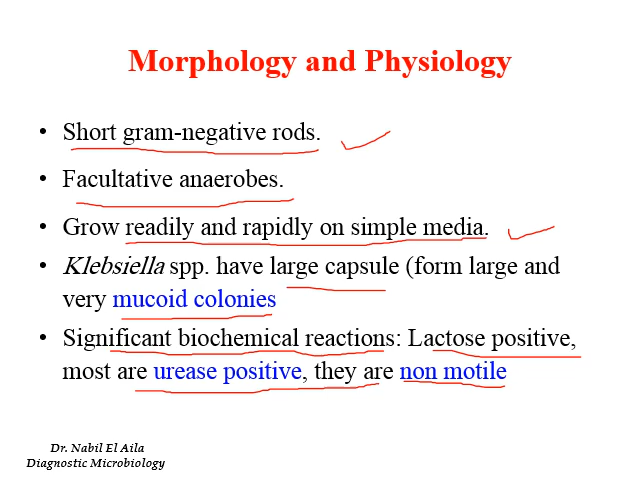 Morphology and Physiology
• Short gram-negative rods.
• Facultative anaerobes.
• Grow readily and rapidly on simple media.
• Klebsiella spp. have large capsule (form large and
very mucoid colonies
• Significant biochemical reactions: Lactose positive,
most are urease positive, they are non motile
Dr. Nabil El Aila
Diagnostic Microbiology